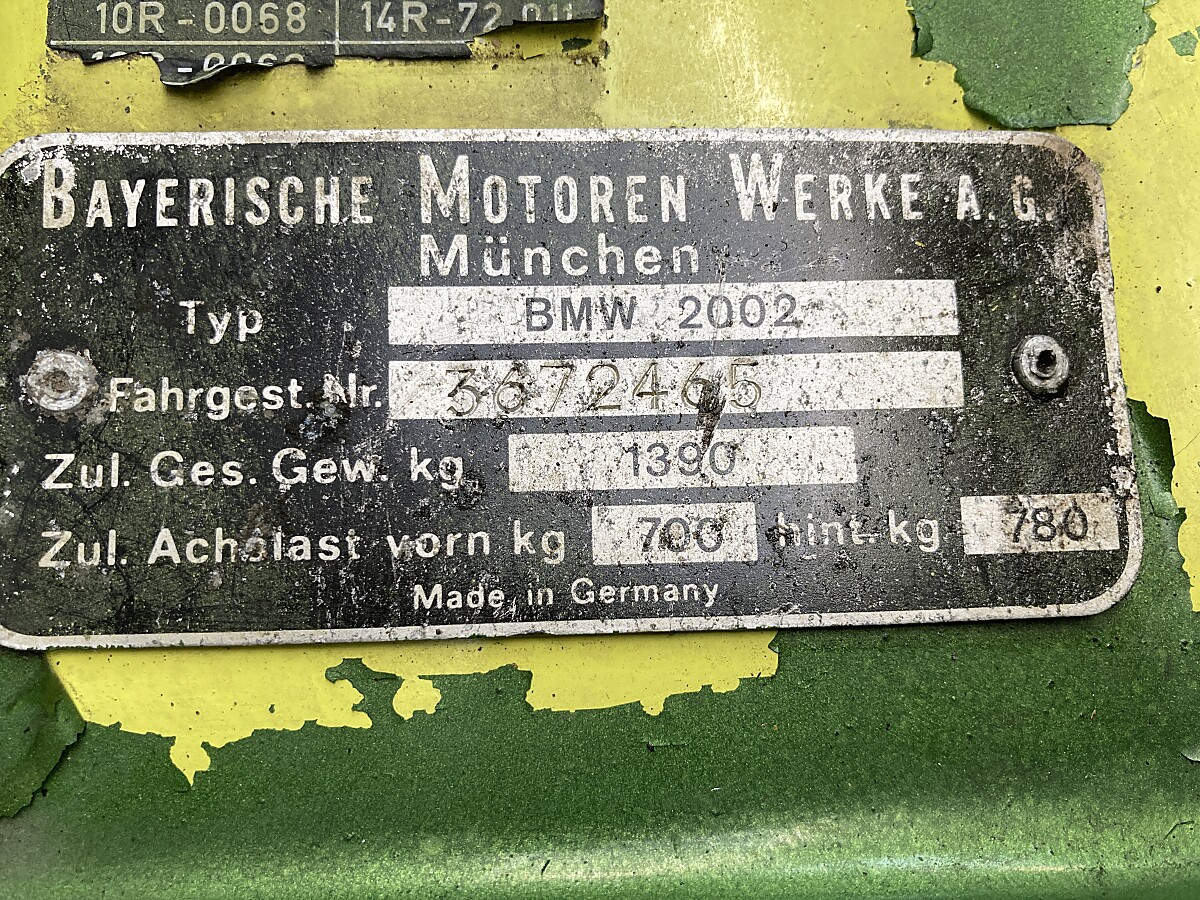 10R-0068 14R-72 011
BAYERISCHE MOTOREN WERKE A.G.
München
Typ BMW 2002
Fahrgest. Nr. 3672465
Zul. Ges. Gew. kg 1390
Zul. Achslast vorn kg 700 hint. kg 780
Made in Germany